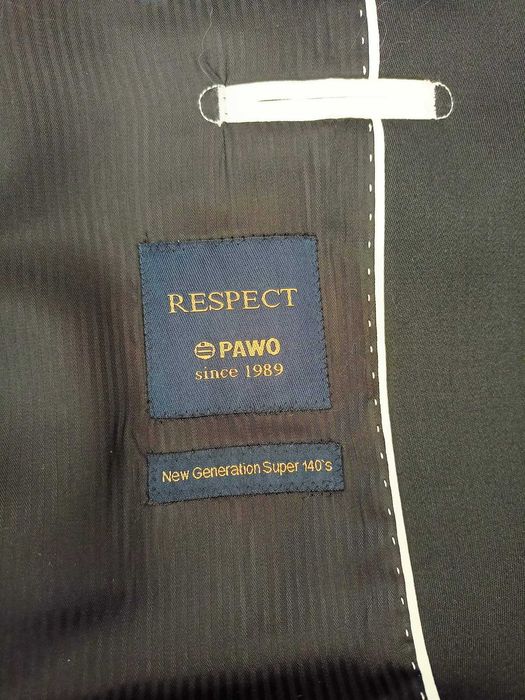 RESPECT
PAWO
since 1989
New Generation Super 140`s